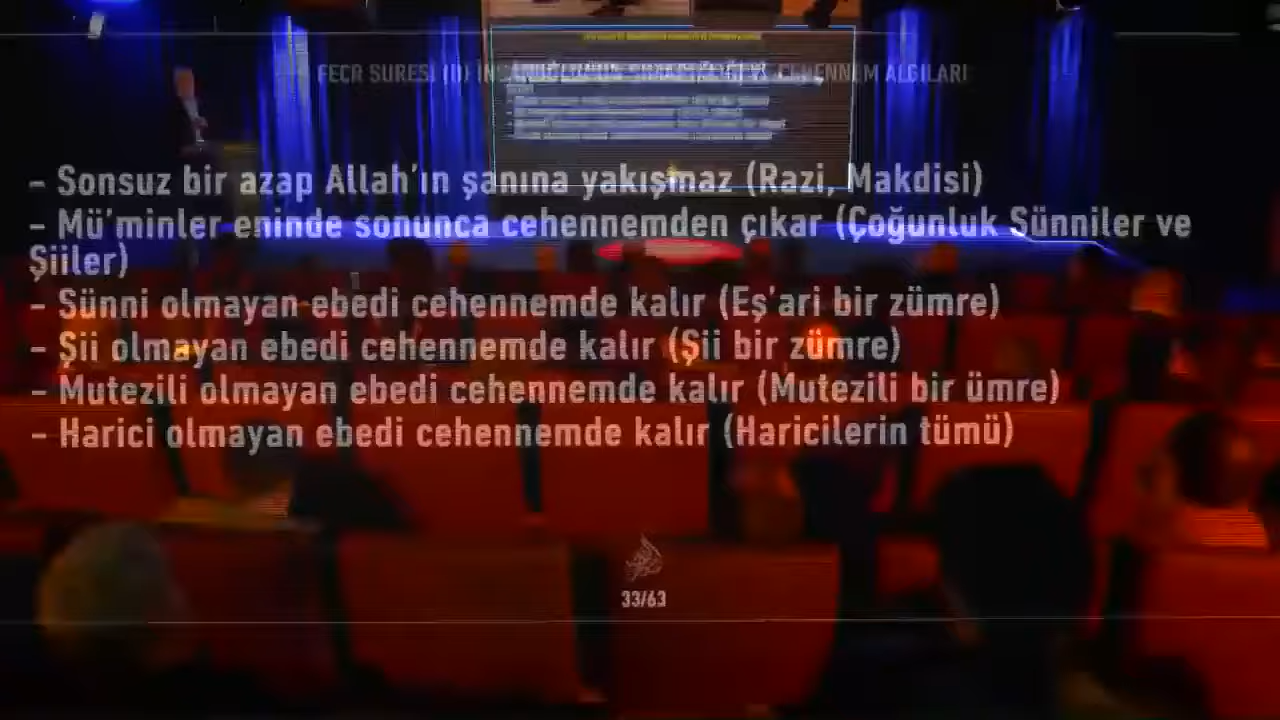 FECR SURESİ (II) CEHENNEM ALGILARI
- Sonsuz bir azap Allah'ın şanına yakışmaz (Razi, Makdisi)
- Mü'minler eninde sonunca cehennemden çıkar (Çoğunluk Sünniler ve
Şiiler)
- Sünni olmayan ebedi cehennemde kalır (Eş'ari bir zümre)
- Şii olmayan ebedi cehennemde kalır (Şii bir zümre)
- Mutezili olmayan ebedi cehennemde kalır (Mutezili bir ümre)
- Harici olmayan ebedi cehennemde kalır (Haricilerin tümü)
33/63